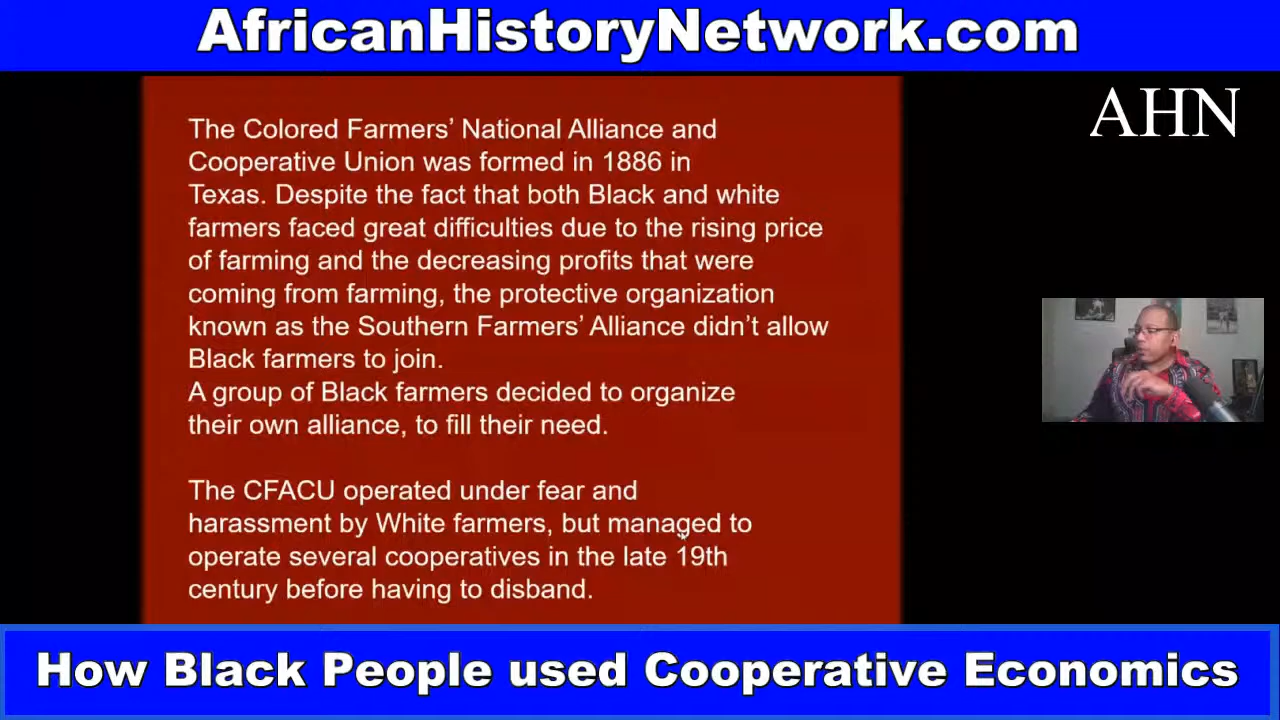 AfricanHistoryNetwork.com
AHN
The Colored Farmers’ National Alliance and
Cooperative Union was formed in 1886 in
Texas. Despite the fact that both Black and white
farmers faced great difficulties due to the rising price
of farming and the decreasing profits that were
coming from farming, the protective organization
known as the Southern Farmers’ Alliance didn’t allow
Black farmers to join.
A group of Black farmers decided to organize
their own alliance, to fill their need.
The CFACU operated under fear and
harassment by White farmers, but managed to
operate several cooperatives in the late 19th
century before having to disband.
How Black People used Cooperative Economics